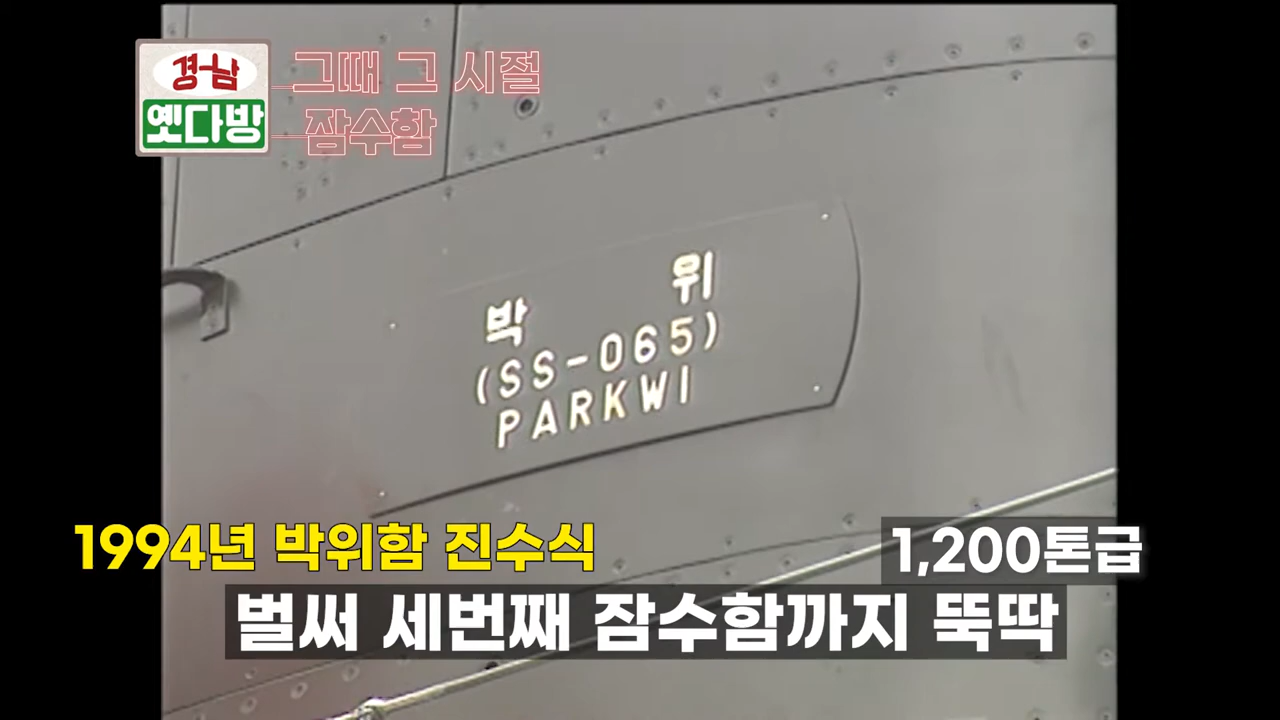 경남
옛다방
그때 그 시절
잠수함
박 위
(SS-065)
PARKWI
1994년 박위함 진수식
1,200톤급
벌써 세번째 잠수함까지 뚝딱